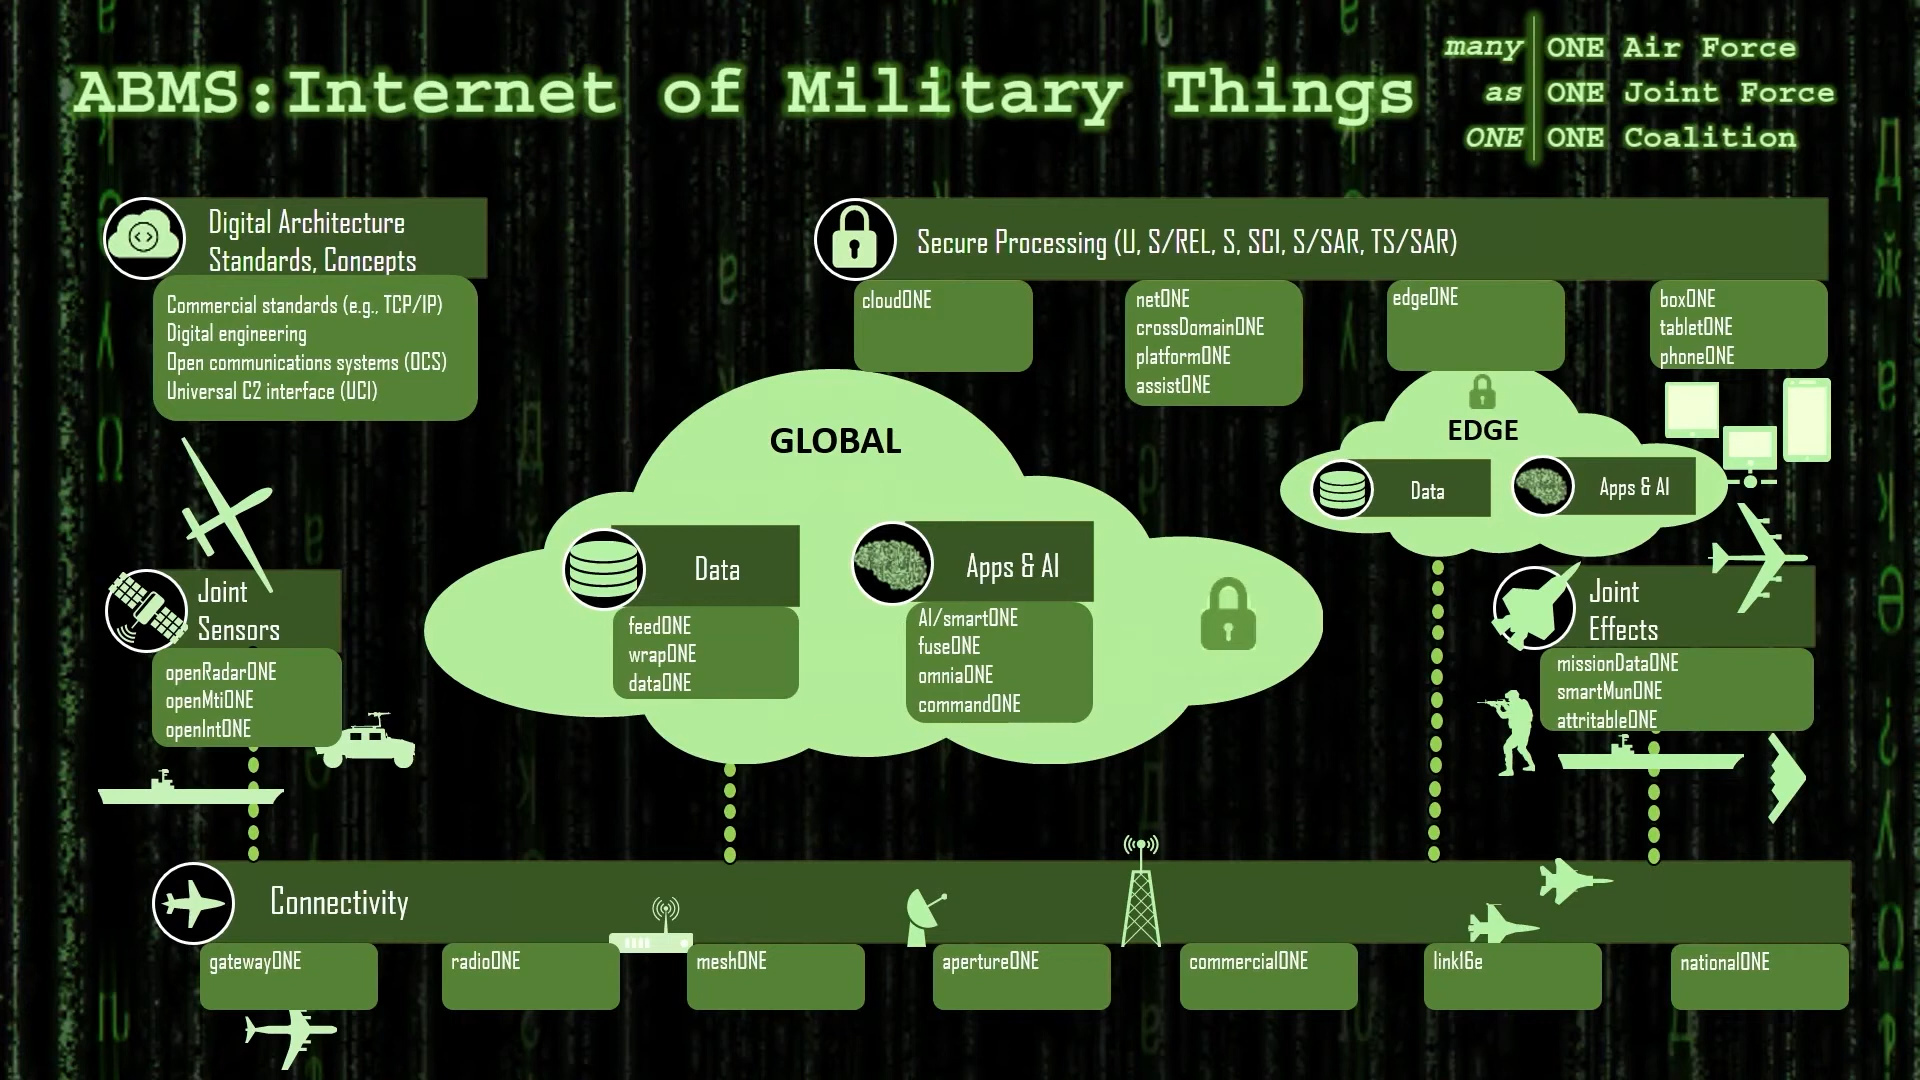 ABMS:Internet of Military Things
many ONE Air Force
as ONE Joint Force
ONE ONE Coalition
Digital Architecture
Standards, Concepts
Commercial standards (e.g., TCP/IP)
Digital engineering
Open communications systems (OCS)
Universal C2 interface (UCI)
Secure Processing (U, S/REL, S, SCI, S/SAR, TS/SAR)
cloudONE
netONE
crossDomainONE
platformONE
assistONE
edgeONE
boxONE
tabletONE
phoneONE
GLOBAL
Data
feedONE
wrapONE
dataONE
Apps & AI
AI/smartONE
fuseONE
omniaONE
commandONE
EDGE
Data
Apps & AI
Joint
Sensors
openRadarONE
openMtiONE
openIntONE
Joint
Effects
missionDataONE
smartMunONE
attritableONE
Connectivity
gatewayONE
radioONE
meshONE
apertureONE
commercialONE
link16e
nationalONE